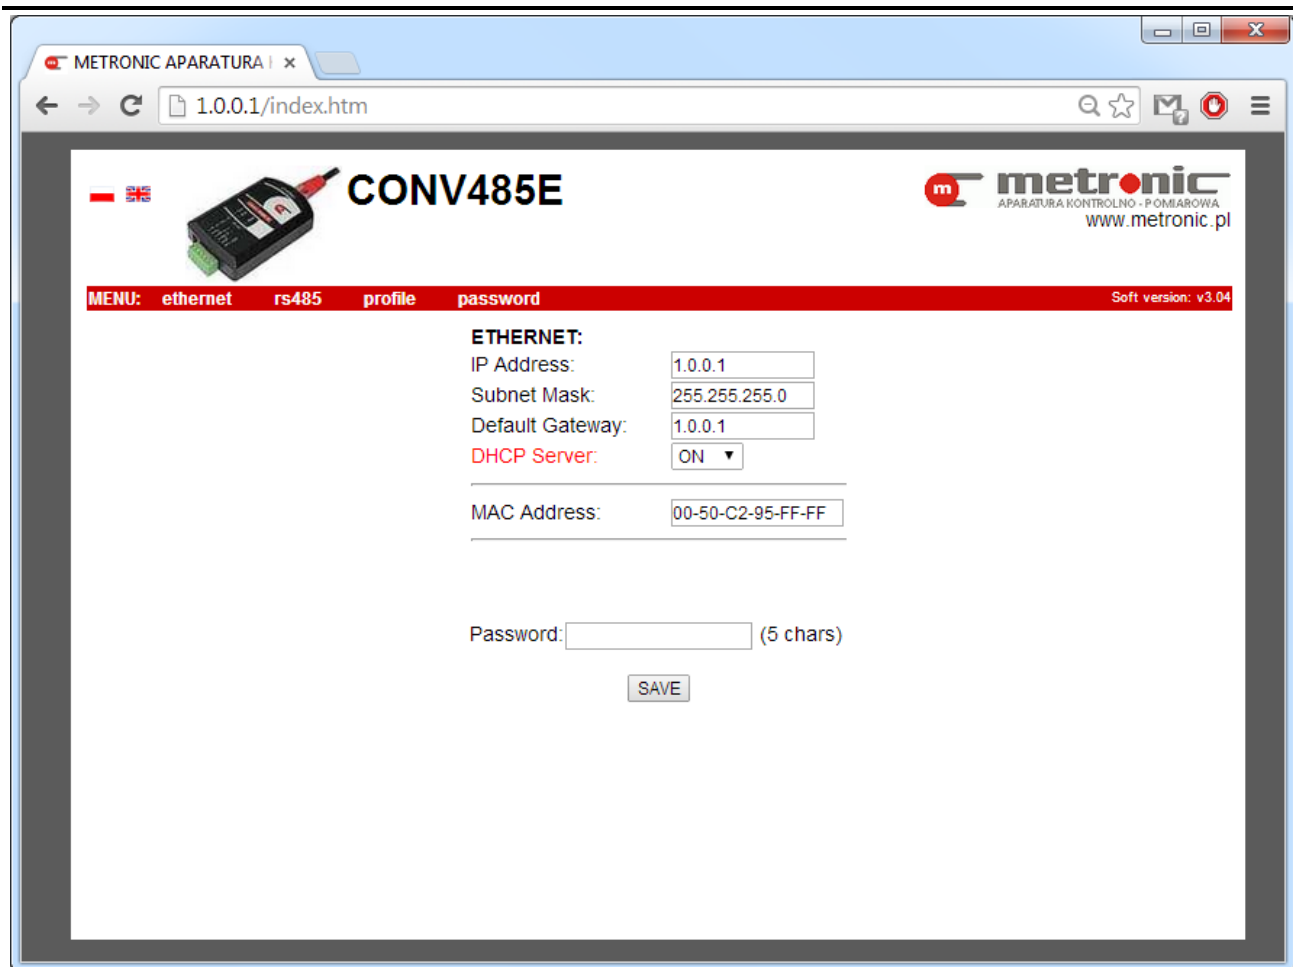 METRONIC APARATURA
1.0.0.1/index.htm
CONV485E
metronic
APARATURA KONTROLNO - POMIAROWA
www.metronic.pl
MENU: ethernet rs485 profile password Soft version: v3.04
ETHERNET:
IP Address: 1.0.0.1
Subnet Mask: 255.255.255.0
Default Gateway: 1.0.0.1
DHCP Server: ON
MAC Address: 00-50-C2-95-FF-FF
Password: (5 chars)
SAVE